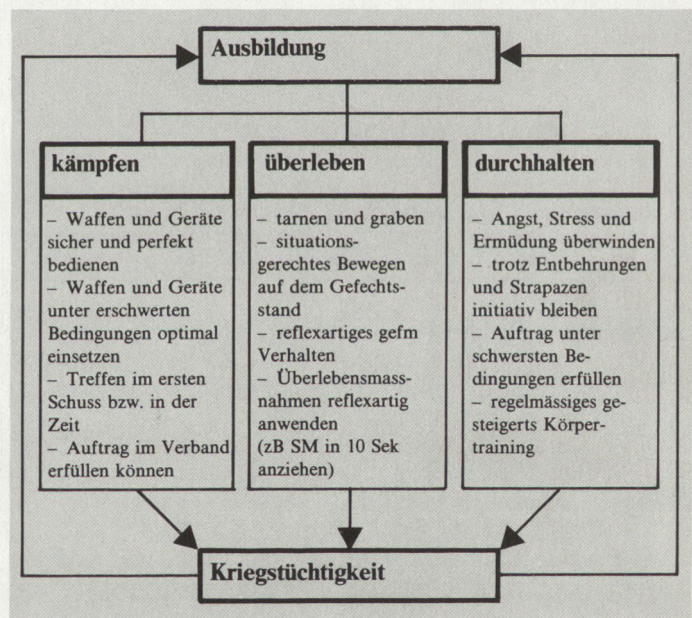 Ausbildung
kämpfen
– Waffen und Geräte
sicher und perfekt
bedienen
– Waffen und Geräte
unter erschwerten
Bedingungen optimal
einsetzen
– Treffen im ersten
Schuss bzw. in der
Zeit
– Auftrag im Verband
erfüllen können
überleben
– tarnen und graben
– situations-
gerechtes Bewegen
auf dem Gefechts-
stand
– reflexartiges gefm
Verhalten
– Überlebensmass-
nahmen reflexartig
anwenden
(zB SM in 10 Sek
anziehen)
durchhalten
– Angst, Stress und
Ermüdung überwinden
– trotz Entbehrungen
und Strapazen
initiativ bleiben
– Auftrag unter
schwersten Be-
dingungen erfüllen
– regelmässiges ge-
steigerts Körper-
training
Kriegstüchtigkeit